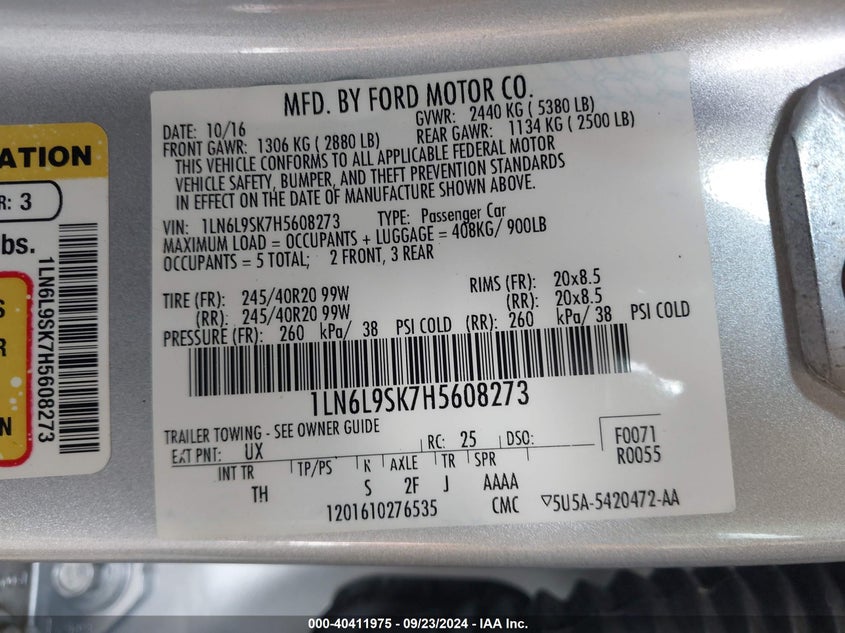 MFD. BY FORD MOTOR CO.
DATE: 10/16 GVWR: 2440 KG ( 5380 LB)
FRONT GAWR: 1306 KG ( 2880 LB) REAR GAWR: 1134 KG ( 2500 LB)
THIS VEHICLE CONFORMS TO ALL APPLICABLE FEDERAL MOTOR
VEHICLE SAFETY, BUMPER, AND THEFT PREVENTION STANDARDS
IN EFFECT ON THE DATE OF MANUFACTURE SHOWN ABOVE.
VIN: 1LN6L9SK7H5608273 TYPE: Passenger Car
MAXIMUM LOAD = OCCUPANTS + LUGGAGE = 408KG/ 900LB
OCCUPANTS = 5 TOTAL; 2 FRONT, 3 REAR
TIRE (FR): 245/40R20 99W RIMS (FR): 20x8.5
(RR): 245/40R20 99W (RR): 20x8.5
PRESSURE (FR): 260 kPa/ 38 PSI COLD (RR): 260 kPa/ 38 PSI COLD
1LN6L9SK7H5608273
TRAILER TOWING - SEE OWNER GUIDE
EXT PNT: UX RC: 25 DSO: F0071
R0055
INT TR TP/PS R AXLE TR SPR
TH S 2F J AAAA
1201610276535 CMC ▽5U5A-5420472-AA
ATION
R: 3
bs.
S
R
N
1LN6L9SK7H5608273
000-40411975 - 09/23/2024 - IAA Inc.